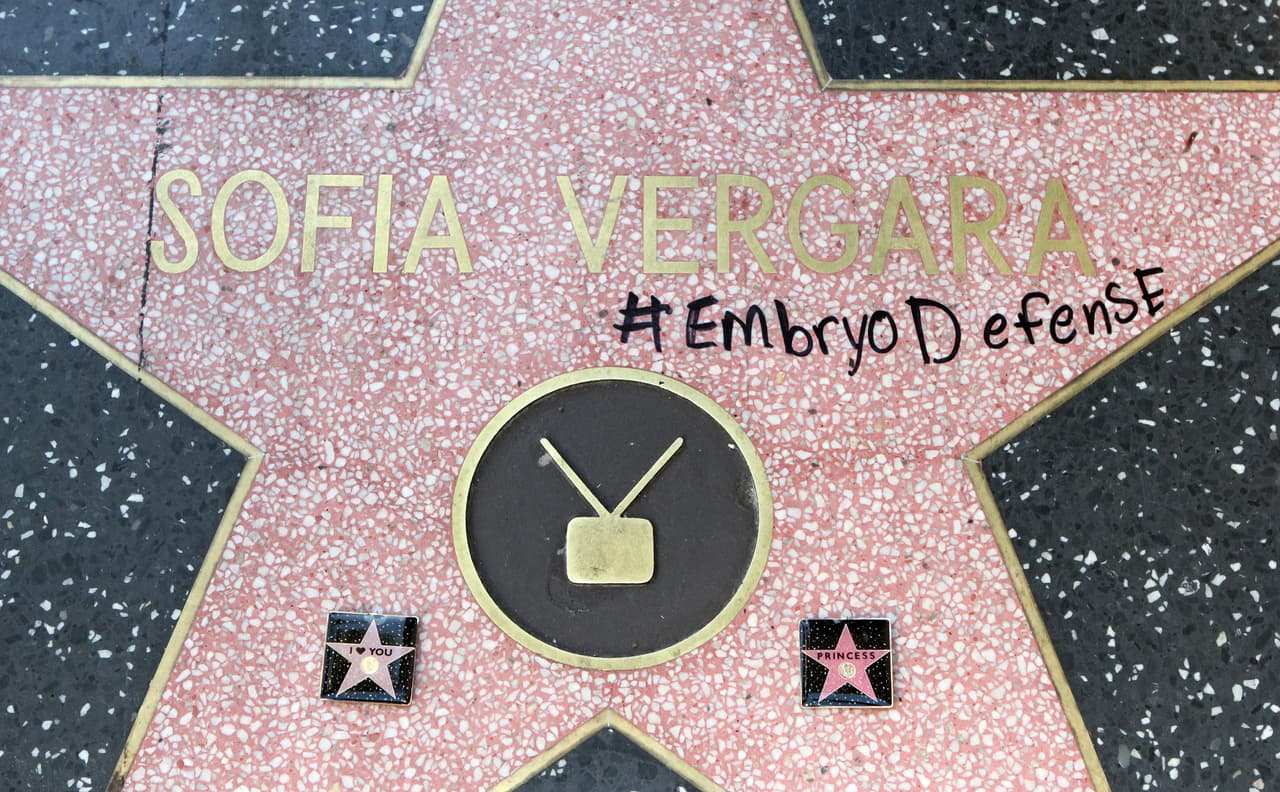 SOFIA VERGARA
#EmbryoDefenSE
I ♥ YOU
PRINCESS